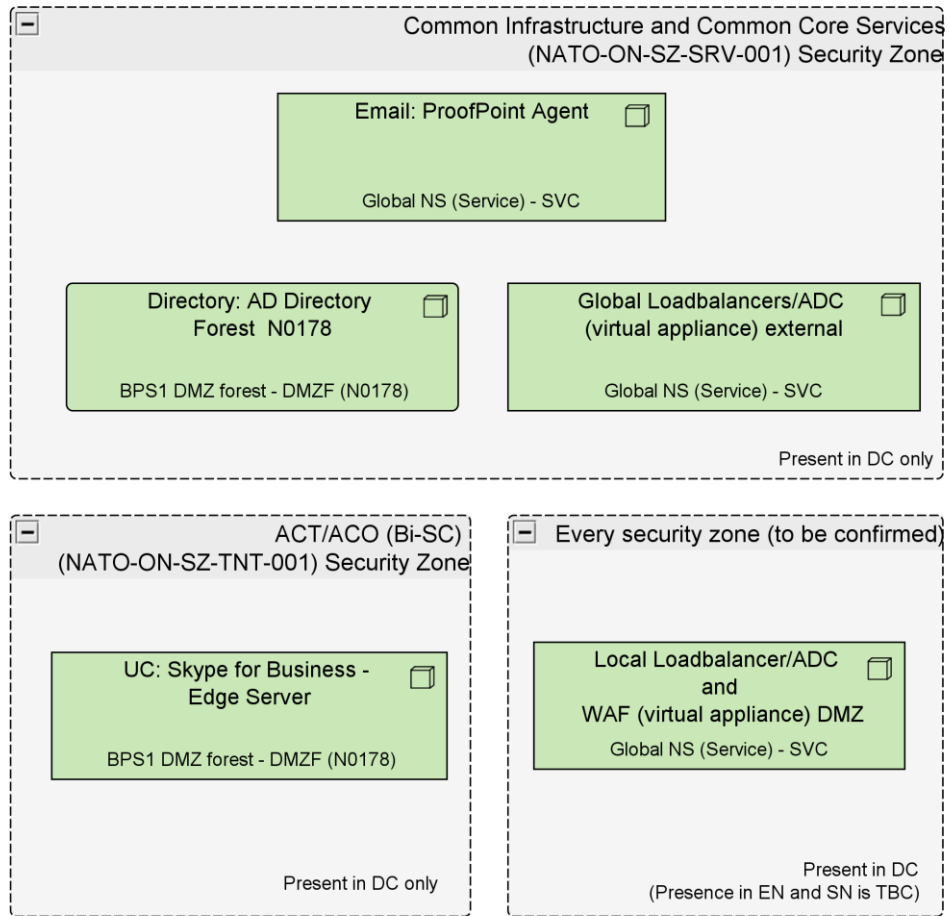 Common Infrastructure and Common Core Services
(NATO-ON-SZ-SRV-001) Security Zone
Email: ProofPoint Agent
Global NS (Service) - SVC
Directory: AD Directory
Forest N0178
BPS1 DMZ forest - DMZF (N0178)
Global Loadbalancers/ADC
(virtual appliance) external
Global NS (Service) - SVC
Present in DC only
ACT/ACO (Bi-SC)
(NATO-ON-SZ-TNT-001) Security Zone
UC: Skype for Business -
Edge Server
BPS1 DMZ forest - DMZF (N0178)
Present in DC only
Every security zone (to be confirmed)
Local Loadbalancer/ADC
and
WAF (virtual appliance) DMZ
Global NS (Service) - SVC
Present in DC
(Presence in EN and SN is TBC)